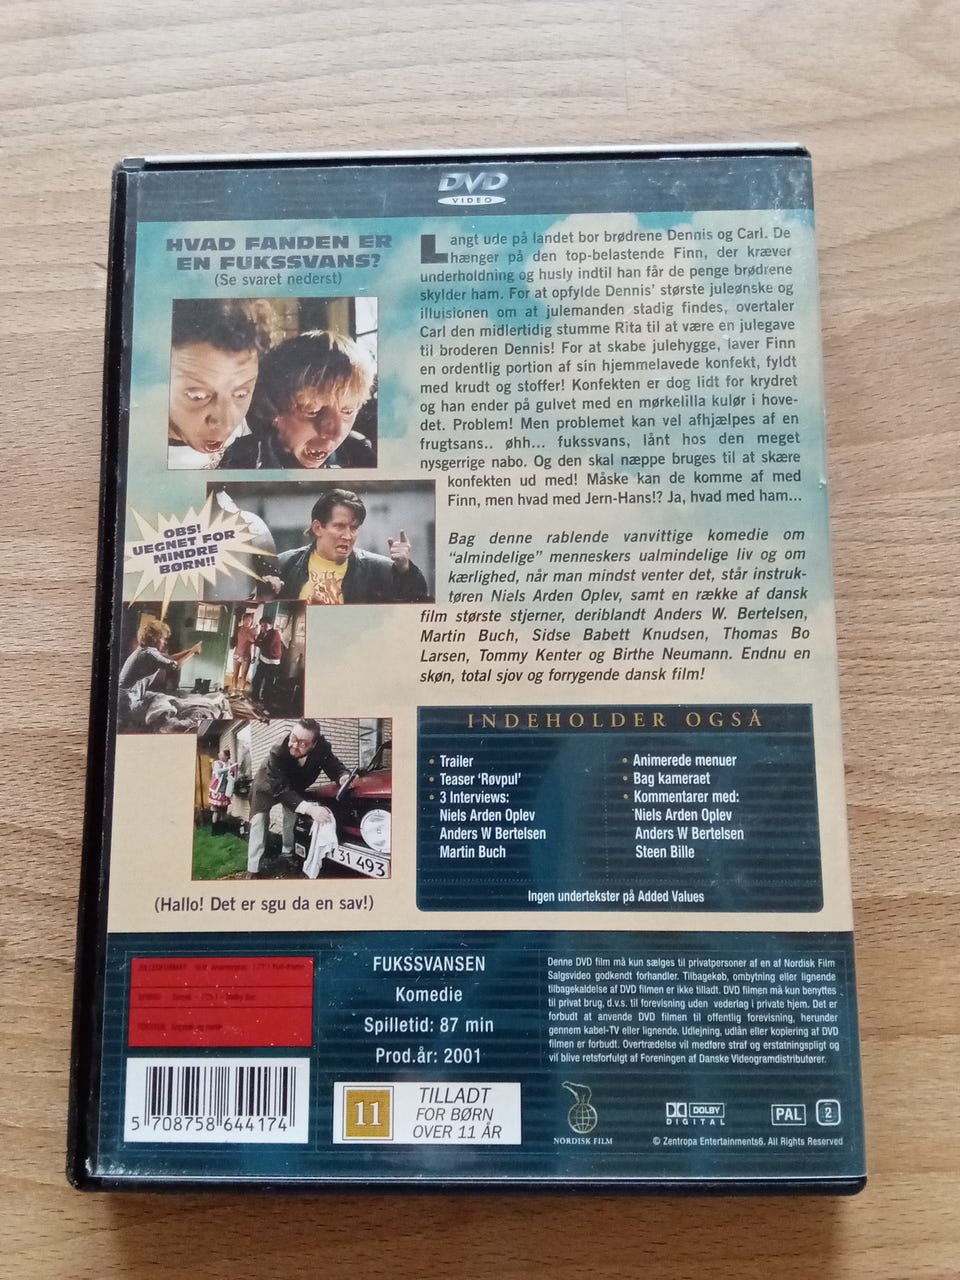 DVD
VIDEO
HVAD FANDEN ER
EN FUKSSVANS?
(Se svaret nederst)
Langt ude på landet bor brødrene Dennis og Carl. De
hænger på den top-belastende Finn, der kræver
underholdning og husly indtil han får de penge brødrene
skylder ham. For at opfylde Dennis' største juleønske og
illuisionen om at julemanden stadig findes, overtaler
Carl den midlertidig stumme Rita til at være en julegave
til broderen Dennis! For at skabe julehygge, laver Finn
en ordentlig portion af sin hjemmelavede konfekt, fyldt
med krudt og stoffer! Konfekten er dog lidt for krydret
og han ender på gulvet med en mørkelilla kulør i hove-
det. Problem! Men problemet kan vel afhjælpes af en
frugtsans.. øhh... fukssvans, lånt hos den meget
nysgerrige nabo. Og den skal næppe bruges til at skære
konfekten ud med! Måske kan de komme af med
Finn, men hvad med Jern-Hans!? Ja, hvad med ham...
OBS!
UEGNET FOR
MINDRE
BØRN!!
Bag denne rablende vanvittige komedie om
"almindelige" menneskers ualmindelige liv og om
kærlighed, når man mindst venter det, står instruk-
tøren Niels Arden Oplev, samt en række af dansk
film største stjerner, deriblandt Anders W. Bertelsen,
Martin Buch, Sidse Babett Knudsen, Thomas Bo
Larsen, Tommy Kenter og Birthe Neumann. Endnu en
skøn, total sjov og forrygende dansk film!
31 493
(Hallo! Det er sgu da en sav!)
INDEHOLDER OGSÅ
• Trailer
• Teaser 'Røvpul'
• 3 Interviews:
Niels Arden Oplev
Anders W Bertelsen
Martin Buch
• Animerede menuer
• Bag kameraet
• Kommentarer med:
Niels Arden Oplev
Anders W Bertelsen
Steen Bille
Ingen undertekster på Added Values
FUKSSVANSEN
Komedie
Spilletid: 87 min
Prod.år: 2001
Denne DVD film må kun sælges til privatpersoner af en af Nordisk Film
Salgsvideo godkendt forhandler. Tilbagekøb, ombytning eller lignende
tilbagekaldelse af DVD filmen er ikke tilladt. DVD filmen må kun benyttes
til privat brug, d.v.s. til forevisning uden vederlag i private hjem. Det er
forbudt at anvende DVD filmen til offentlig forevisning, herunder
gennem kabel-TV eller lignende. Udlejning, udlån eller kopiering af DVD
filmen er forbudt. Overtrædelse vil medføre straf og erstatningspligt og
vil blive retsforfulgt af Foreningen af Danske Videogramdistributører.
5 708758 644174
11
TILLADT
FOR BØRN
OVER 11 ÅR
NORDISK FILM
DOLBY
DIGITAL
PAL
2
© Zentropa Entertainments6. All Rights Reserved